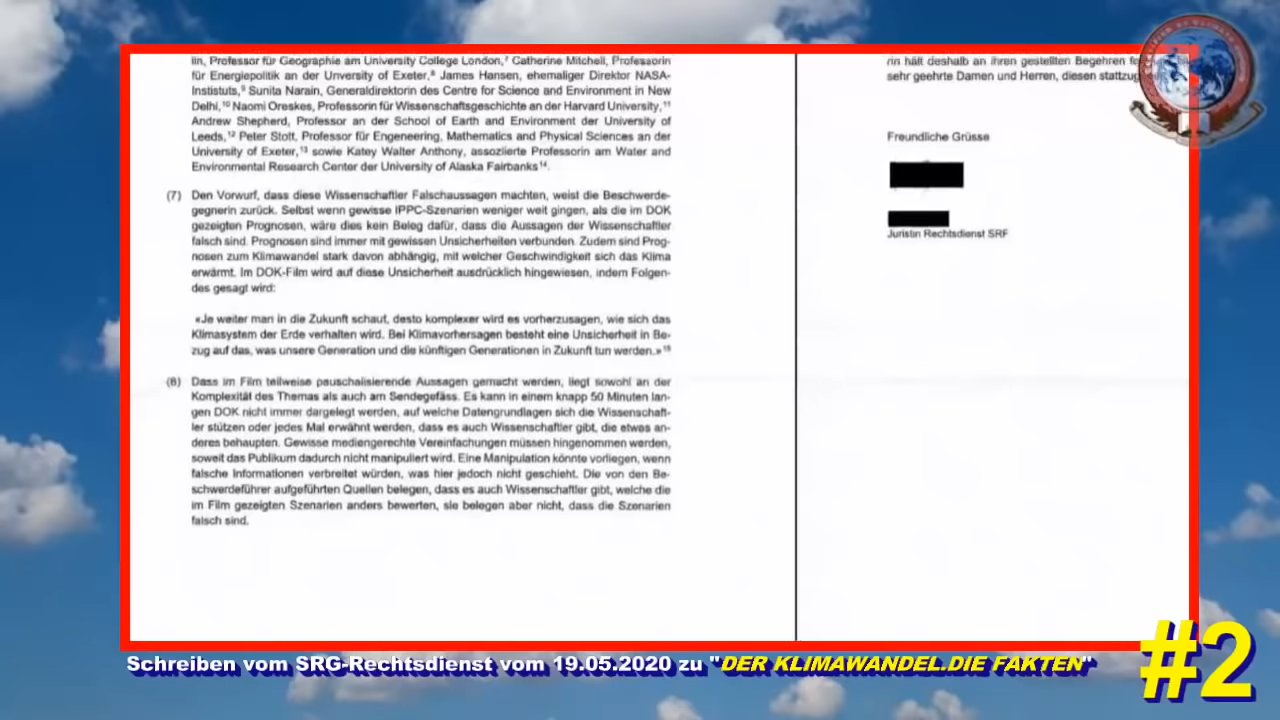 lin, Professor für Geographie am University College London,⁷ Catherine Mitchell, Professorin
für Energiepolitik an der Unversity of Exeter,⁸ James Hansen, ehemaliger Direktor NASA-
Instistuts,⁹ Sunita Narain, Generaldirektorin des Centre for Science and Environment in New
Delhi,¹⁰ Naomi Oreskes, Professorin für Wissenschaftsgeschichte an der Harvard University,¹¹
Andrew Shepherd, Professor an der School of Earth and Environment der University of
Leeds,¹² Peter Stott, Professor für Engeneering, Mathematics and Physical Sciences an der
University of Exeter,¹³ sowie Katey Walter Anthony, assoziierte Professorin am Water and
Environmental Research Center der University of Alaska Fairbanks¹⁴.
(7) Den Vorwurf, dass diese Wissenschaftler Falschaussagen machten, weist die Beschwerde-
gegnerin zurück. Selbst wenn gewisse IPPC-Szenarien weniger weit gingen, als die im DOK
gezeigten Prognosen, wäre dies kein Beleg dafür, dass die Aussagen der Wissenschaftler
falsch sind. Prognosen sind immer mit gewissen Unsicherheiten verbunden. Zudem sind Prog-
nosen zum Klimawandel stark davon abhängig, mit welcher Geschwindigkeit sich das Klima
erwärmt. Im DOK-Film wird auf diese Unsicherheit ausdrücklich hingewiesen, indem Folgen-
des gesagt wird:
«Je weiter man in die Zukunft schaut, desto komplexer wird es vorherzusagen, wie sich das
Klimasystem der Erde verhalten wird. Bei Klimavorhersagen besteht eine Unsicherheit in Be-
zug auf das, was unsere Generation und die künftigen Generationen in Zukunft tun werden.»¹⁵
(8) Dass im Film teilweise pauschalisierende Aussagen gemacht werden, liegt sowohl an der
Komplexität des Themas als auch am Sendegefäss. Es kann in einem knapp 50 Minuten lan-
gen DOK nicht immer dargelegt werden, auf welche Datengrundlagen sich die Wissenschaft-
ler stützen oder jedes Mal erwähnt werden, dass es auch Wissenschaftler gibt, die etwas an-
deres behaupten. Gewisse mediengerechte Vereinfachungen müssen hingenommen werden,
soweit das Publikum dadurch nicht manipuliert wird. Eine Manipulation könnte vorliegen, wenn
falsche Informationen verbreitet würden, was hier jedoch nicht geschieht. Die von den Be-
schwerdeführer aufgeführten Quellen belegen, dass es auch Wissenschaftler gibt, welche die
im Film gezeigten Szenarien anders bewerten, sie belegen aber nicht, dass die Szenarien
falsch sind.
rin hält deshalb an ihren gestellten Begehren
sehr geehrte Damen und Herren, diesen
Freundliche Grüsse
Juristin Rechtsdienst SRF
Schreiben vom SRG-Rechtsdienst vom 19.05.2020 zu "DER KLIMAWANDEL.DIE FAKTEN"
#2